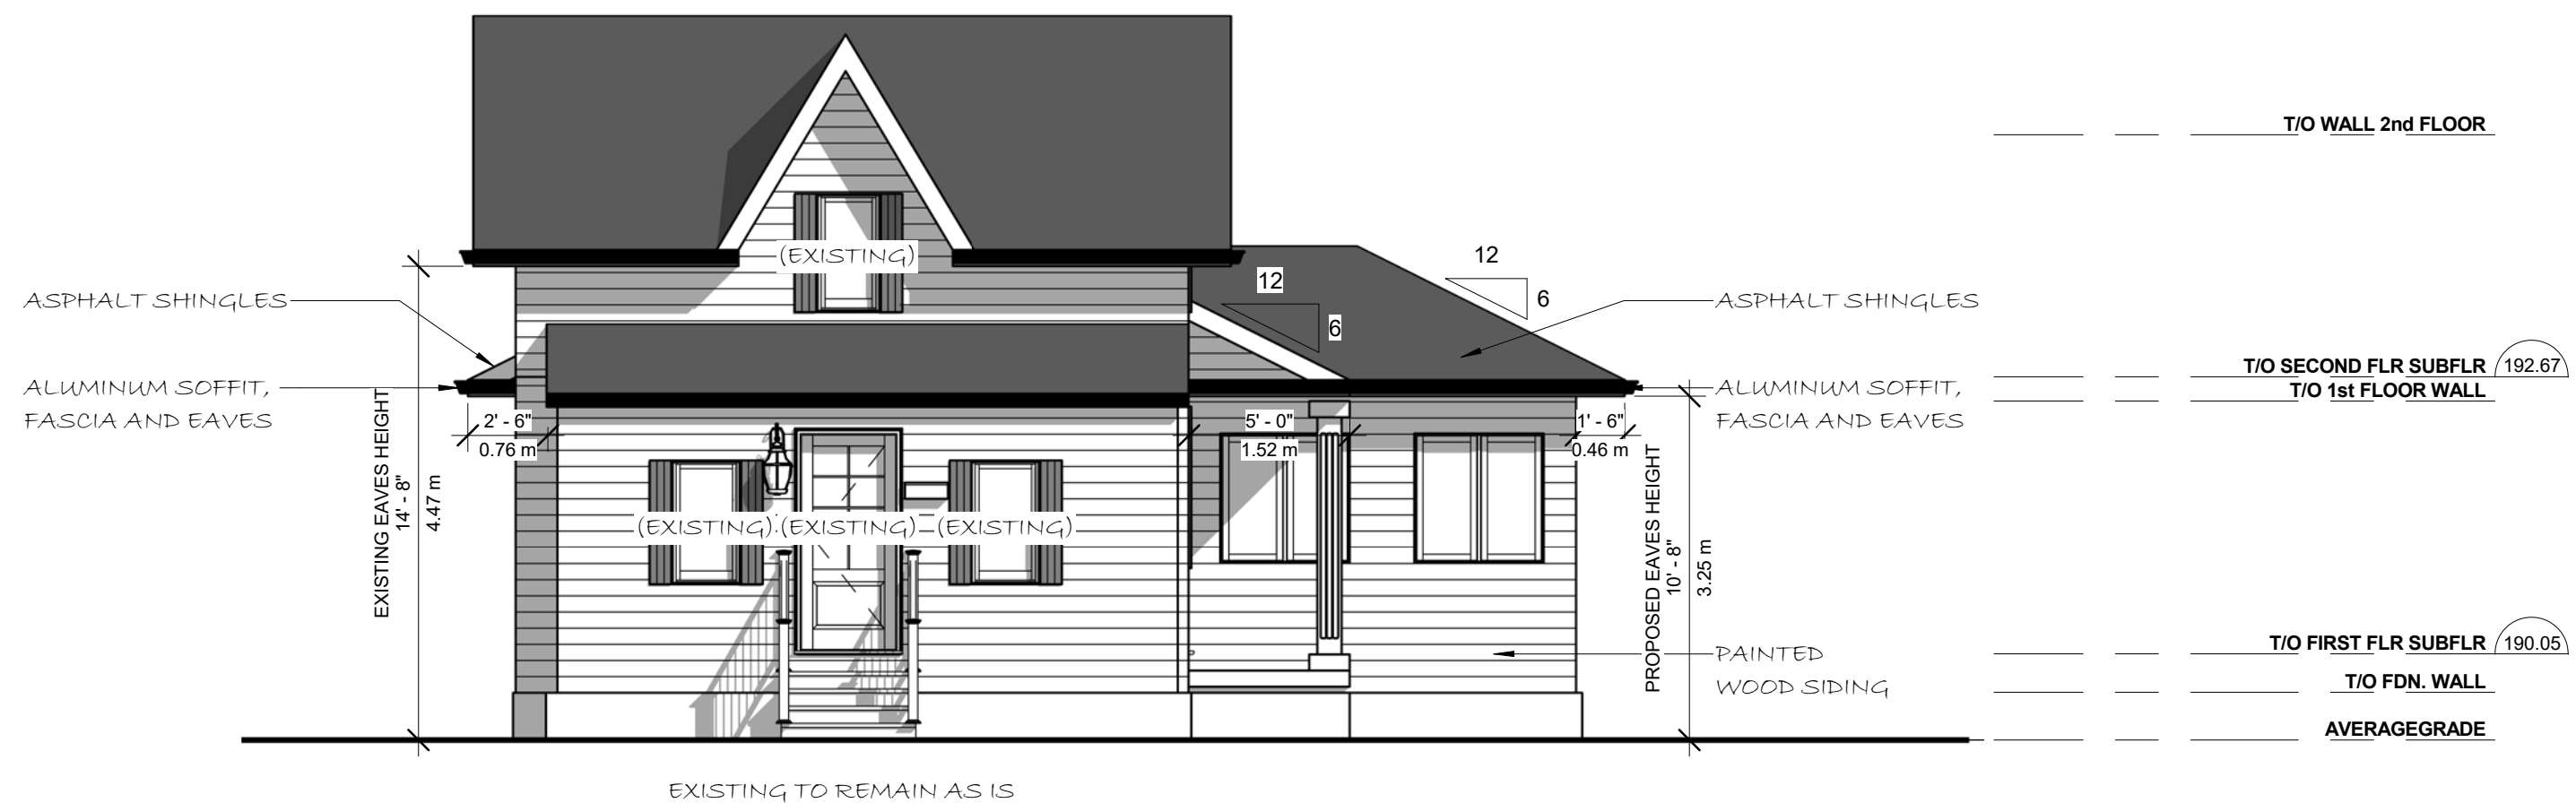 T/O WALL 2nd FLOOR
(EXISTING)
12
6
12
6
ASPHALT SHINGLES
ASPHALT SHINGLES
T/O SECOND FLR SUBFLR 192.67
T/O 1st FLOOR WALL
ALUMINUM SOFFIT,
FASCIA AND EAVES
ALUMINUM SOFFIT,
FASCIA AND EAVES
2' - 6"
0.76 m
5' - 0"
1.52 m
1' - 6"
0.46 m
EXISTING EAVES HEIGHT
14' - 8"
4.47 m
(EXISTING)
(EXISTING)
(EXISTING)
PROPOSED EAVES HEIGHT
10' - 8"
3.25 m
T/O FIRST FLR SUBFLR 190.05
PAINTED
WOOD SIDING
T/O FDN. WALL
AVERAGEGRADE
EXISTING TO REMAIN AS IS